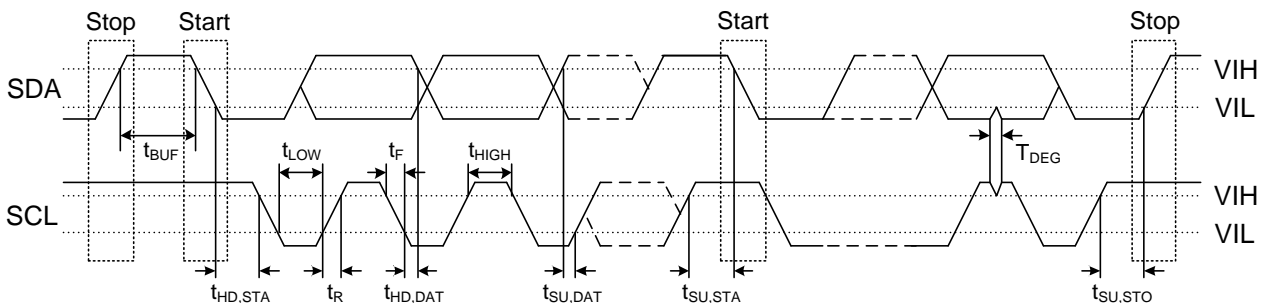 Stop Start Start Stop
SDA
VIH
VIL
tBUF tLOW tF tHIGH TDEG
SCL
VIH
VIL
tHD,STA tR tHD,DAT tSU,DAT tSU,STA tSU,STO